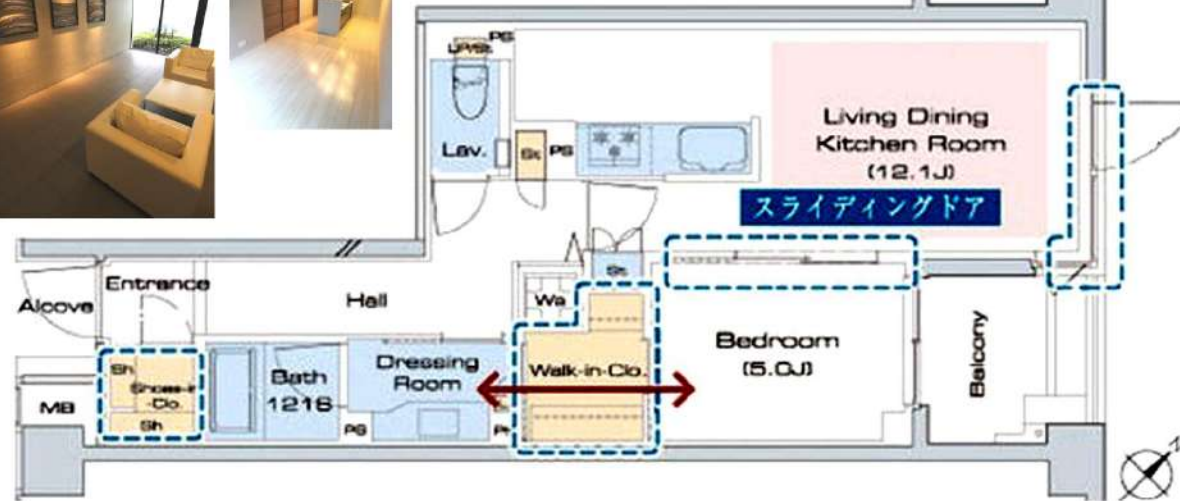 PS
UP/St.
Lav.
St
PS
Living Dining
Kitchen Room
(12.1J)
スライディングドア
Alcove
Entrance
Hall
St.
Wa
Sh
Shoes-in
-Clo.
Sh
MB
Bath
1216
PS
Dressing
Room
Walk-in-Clo.
Bedroom
(5.0J)
Balcony